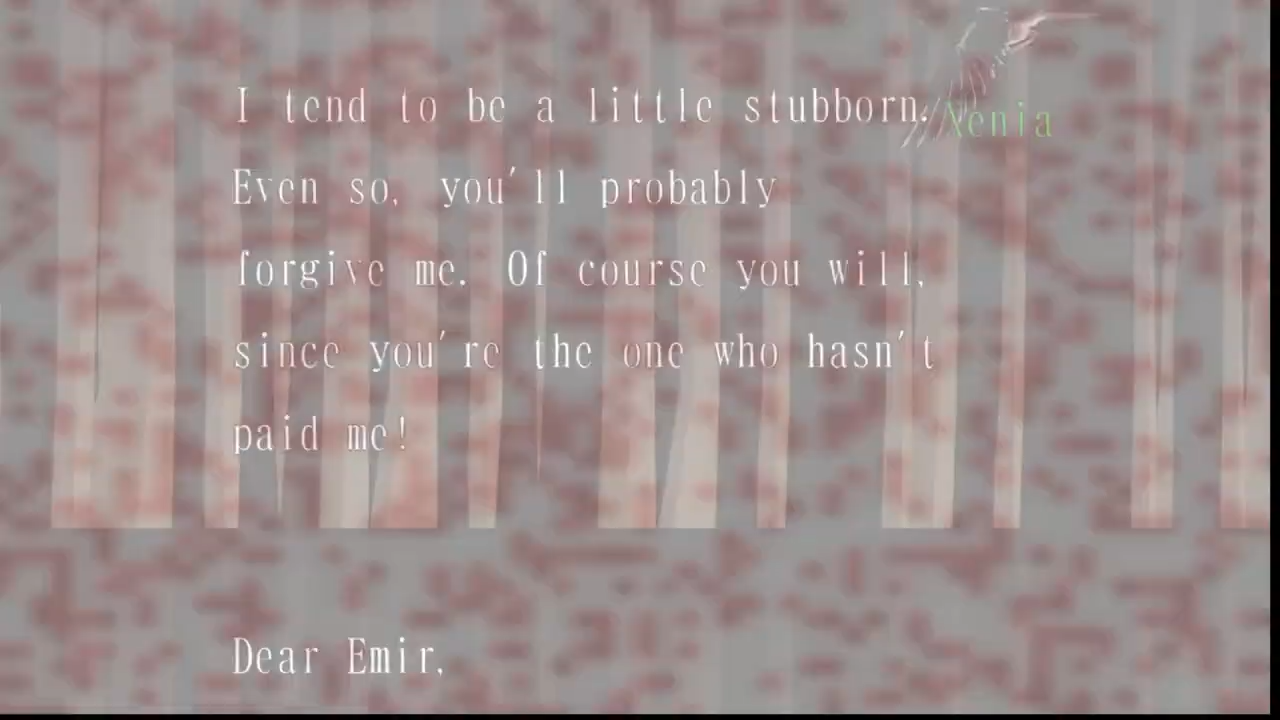 I tend to be a little stubborn.
Xenia
Even so, you'll probably
forgive me. Of course you will,
since you're the one who hasn't
paid me!
Dear Emir,